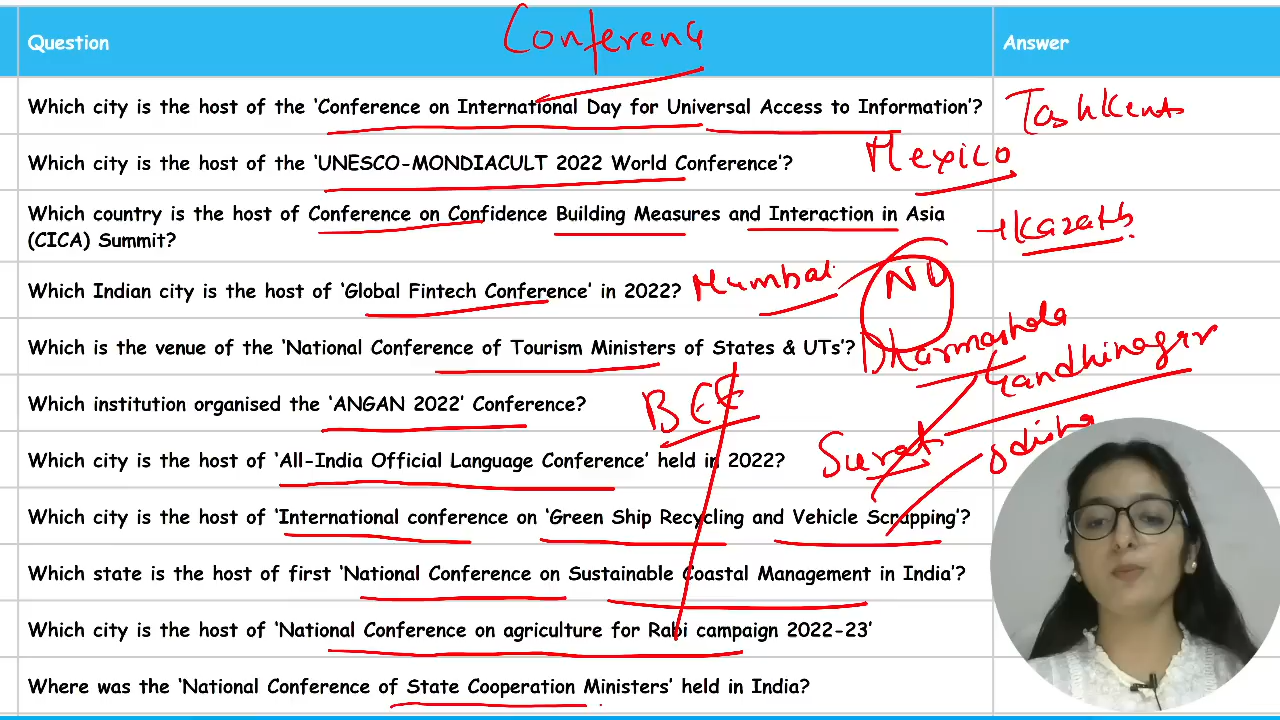 Question Conferenc Answer
Which city is the host of the ‘Conference on International Day for Universal Access to Information’? Tashkent
Which city is the host of the ‘UNESCO-MONDIACULT 2022 World Conference’? Mexico
Which country is the host of Conference on Confidence Building Measures and Interaction in Asia
(CICA) Summit? Kazakh
Which Indian city is the host of ‘Global Fintech Conference’ in 2022? Mumbai ND
Which is the venue of the ‘National Conference of Tourism Ministers of States & UTs’? Dharmashala
Gandhinagar
Which institution organised the ‘ANGAN 2022’ Conference? BEE
Which city is the host of ‘All-India Official Language Conference’ held in 2022? Surat Odisha
Which city is the host of ‘International conference on ‘Green Ship Recycling and Vehicle Scrapping’?
Which state is the host of first ‘National Conference on Sustainable Coastal Management in India’?
Which city is the host of ‘National Conference on agriculture for Rabi campaign 2022-23’
Where was the ‘National Conference of State Cooperation Ministers’ held in India?